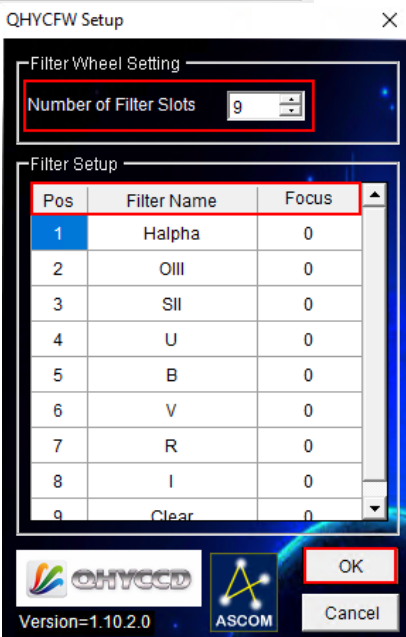 QHYCFW Setup
Filter Wheel Setting
Number of Filter Slots 9
Filter Setup
Pos Filter Name Focus
1 Halpha 0
2 OIII 0
3 SII 0
4 U 0
5 B 0
6 V 0
7 R 0
8 I 0
9 Clear 0
QHYCCD
ASCOM
OK
Version=1.10.2.0
Cancel